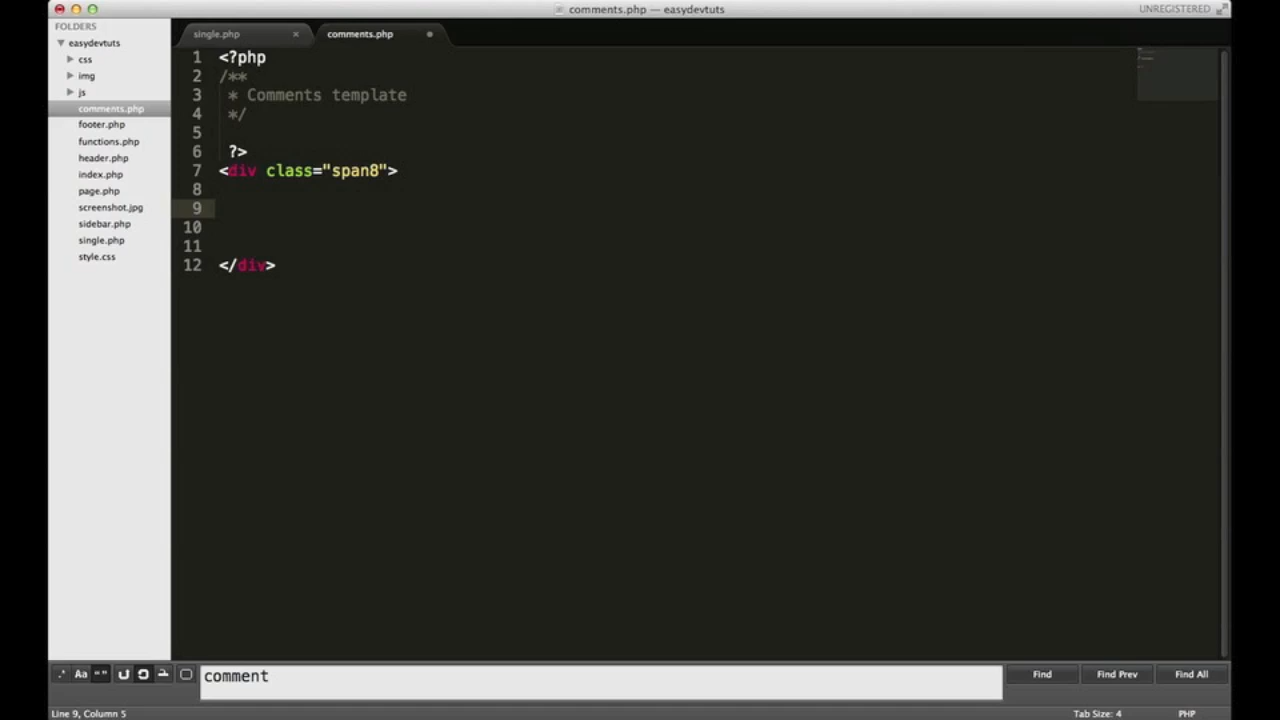 comments.php — easydevtuts
UNREGISTERED
FOLDERS
easydevtuts
css
img
js
comments.php
footer.php
functions.php
header.php
index.php
page.php
screenshot.jpg
sidebar.php
single.php
style.css
single.php × comments.php
1 <?php
2 /**
3 * Comments template
4 */
5
6 ?>
7 <div class="span8">
8
9
10
11
12 </div>
.* Aa “” comment Find Find Prev Find All
Line 9, Column 5 Tab Size: 4 PHP